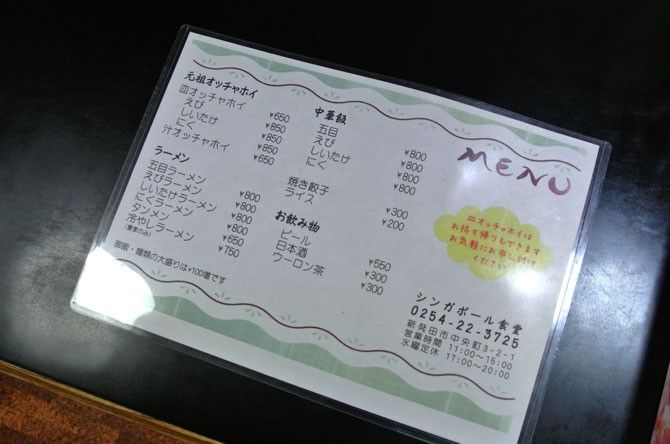 元祖オッチャホイ
皿オッチャホイ ¥650
えび ¥850
しいたけ ¥850
にく ¥850
汁オッチャホイ ¥650
ラーメン
五目ラーメン ¥800
えびラーメン ¥800
しいたけラーメン ¥800
にくラーメン ¥800
タンメン ¥650
冷やしラーメン ¥750
(夏季のみ)
御飯・麺類の大盛りは¥100増です
中華飯
五目 ¥800
えび ¥800
しいたけ ¥800
にく ¥800
焼き餃子 ¥300
ライス ¥200
お飲み物
ビール ¥550
日本酒 ¥300
ウーロン茶 ¥300
MENU
皿オッチャホイは
お持ち帰りもできます
お気軽にお申し付け
ください
シンガポール食堂
0254-22-3725
新発田市中央町3-2-1
営業時間 11:00〜15:00
17:00〜20:00
水曜定休